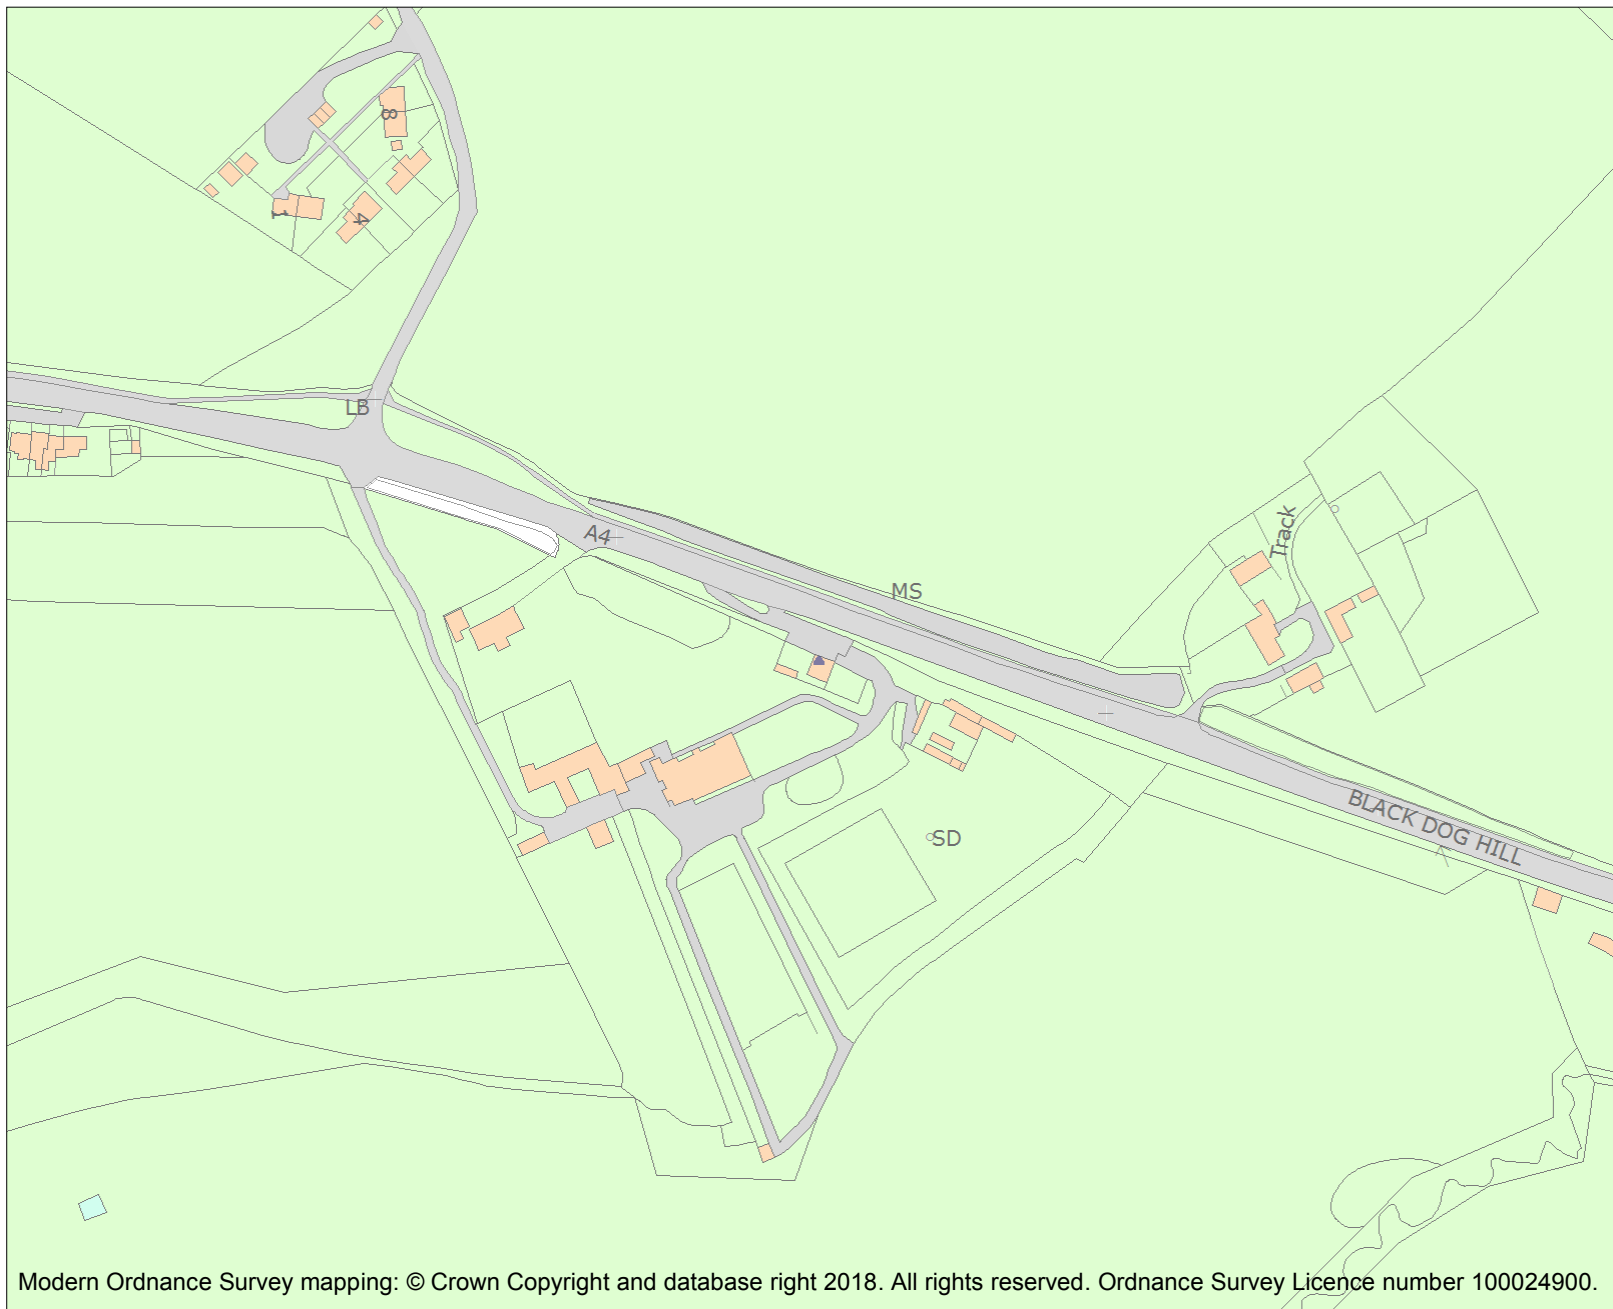 8
1
4
LB
A4
MS
Track
BLACK DOG HILL
SD
Modern Ordnance Survey mapping: © Crown Copyright and database right 2018. All rights reserved. Ordnance Survey Licence number 100024900.